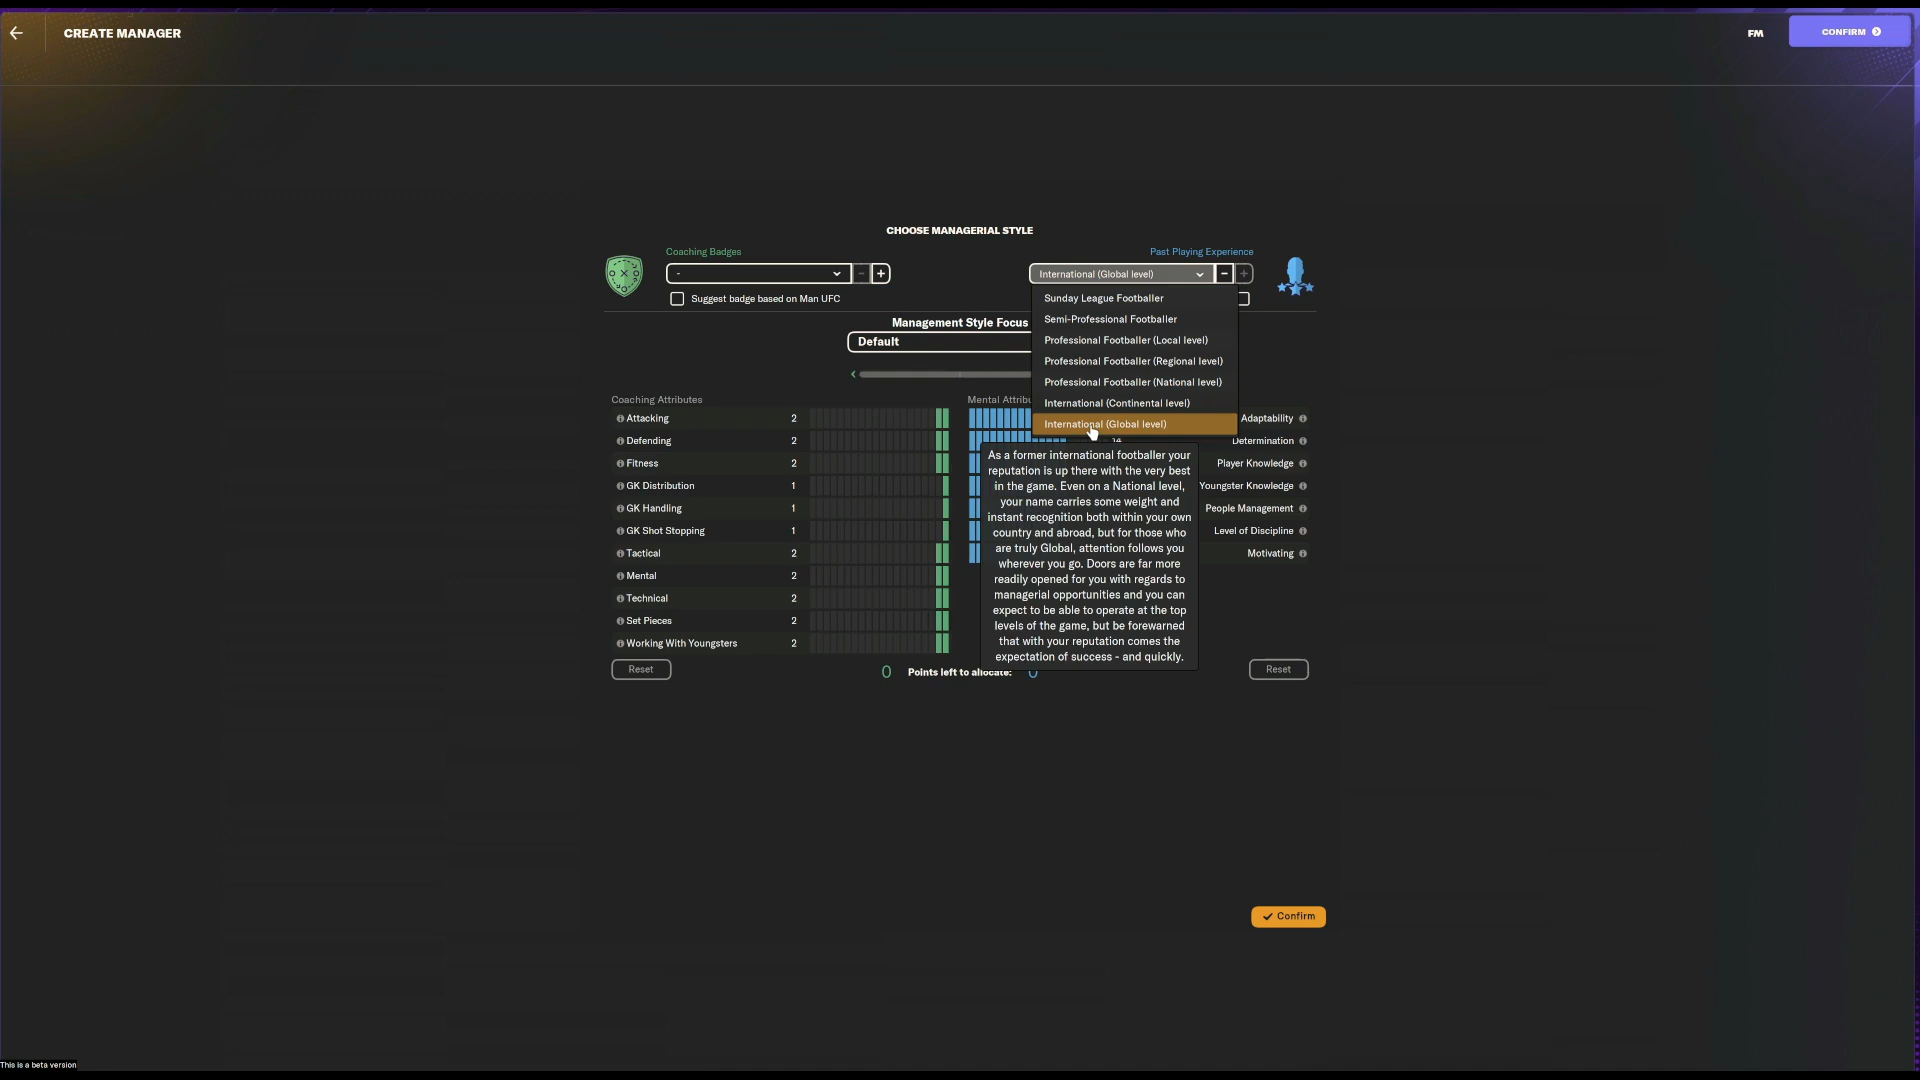 CREATE MANAGER
FM
CONFIRM
CHOOSE MANAGERIAL STYLE
Coaching Badges
Past Playing Experience
-
International (Global level)
Suggest badge based on Man UFC
Sunday League Footballer
Semi-Professional Footballer
Professional Footballer (Local level)
Professional Footballer (Regional level)
Professional Footballer (National level)
International (Continental level)
International (Global level)
Management Style Focus
Default
Coaching Attributes
Attacking 2
Defending 2
Fitness 2
GK Distribution 1
GK Handling 1
GK Shot Stopping 1
Tactical 2
Mental 2
Technical 2
Set Pieces 2
Working With Youngsters 2
Adaptability
14 Determination
Player Knowledge
Youngster Knowledge
People Management
Level of Discipline
Motivating
As a former international footballer your
reputation is up there with the very best
in the game. Even on a National level,
your name carries some weight and
instant recognition both within your own
country and abroad, but for those who
are truly Global, attention follows you
wherever you go. Doors are far more
readily opened for you with regards to
managerial opportunities and you can
expect to be able to operate at the top
levels of the game, but be forewarned
that with your reputation comes the
expectation of success - and quickly.
Reset
0 Points left to allocate: 0
Reset
Confirm
This is a beta version